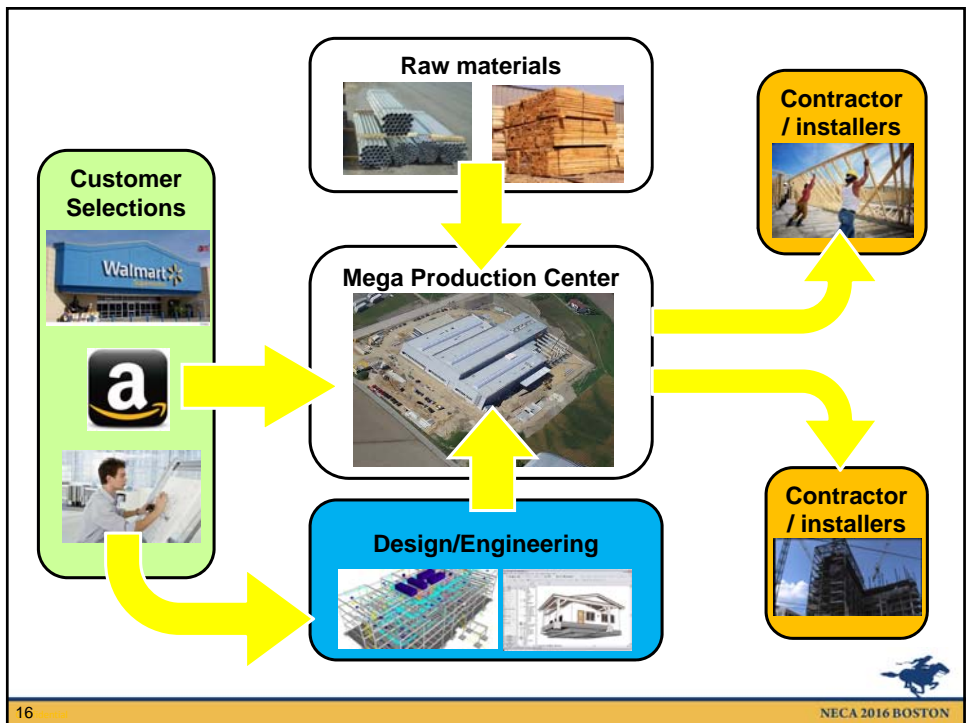 Raw materials
Contractor
/ installers
Customer
Selections
Walmart
Mega Production Center
a
Contractor
/ installers
Design/Engineering
16
NECA 2016 BOSTON